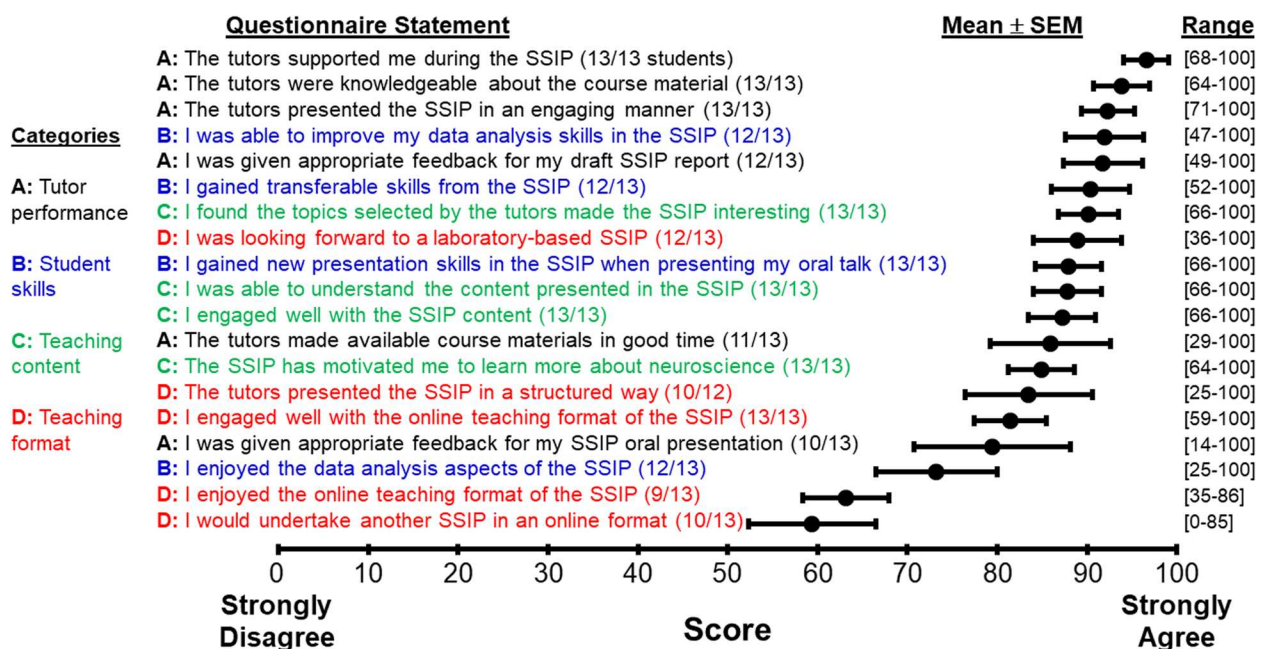 Questionnaire Statement Mean ± SEM Range
A: The tutors supported me during the SSIP (13/13 students) [68-100]
A: The tutors were knowledgeable about the course material (13/13) [64-100]
A: The tutors presented the SSIP in an engaging manner (13/13) [71-100]
B: I was able to improve my data analysis skills in the SSIP (12/13) [47-100]
A: I was given appropriate feedback for my draft SSIP report (12/13) [49-100]
B: I gained transferable skills from the SSIP (12/13) [52-100]
C: I found the topics selected by the tutors made the SSIP interesting (13/13) [66-100]
D: I was looking forward to a laboratory-based SSIP (12/13) [36-100]
B: I gained new presentation skills in the SSIP when presenting my oral talk (13/13) [66-100]
C: I was able to understand the content presented in the SSIP (13/13) [66-100]
C: I engaged well with the SSIP content (13/13) [66-100]
A: The tutors made available course materials in good time (11/13) [29-100]
C: The SSIP has motivated me to learn more about neuroscience (13/13) [64-100]
D: The tutors presented the SSIP in a structured way (10/12) [25-100]
D: I engaged well with the online teaching format of the SSIP (13/13) [59-100]
A: I was given appropriate feedback for my SSIP oral presentation (10/13) [14-100]
B: I enjoyed the data analysis aspects of the SSIP (12/13) [25-100]
D: I enjoyed the online teaching format of the SSIP (9/13) [35-86]
D: I would undertake another SSIP in an online format (10/13) [0-85]
Categories
A: Tutor
performance
B: Student
skills
C: Teaching
content
D: Teaching
format
0 10 20 30 40 50 60 70 80 90 100
Strongly
Disagree
Score
Strongly
Agree